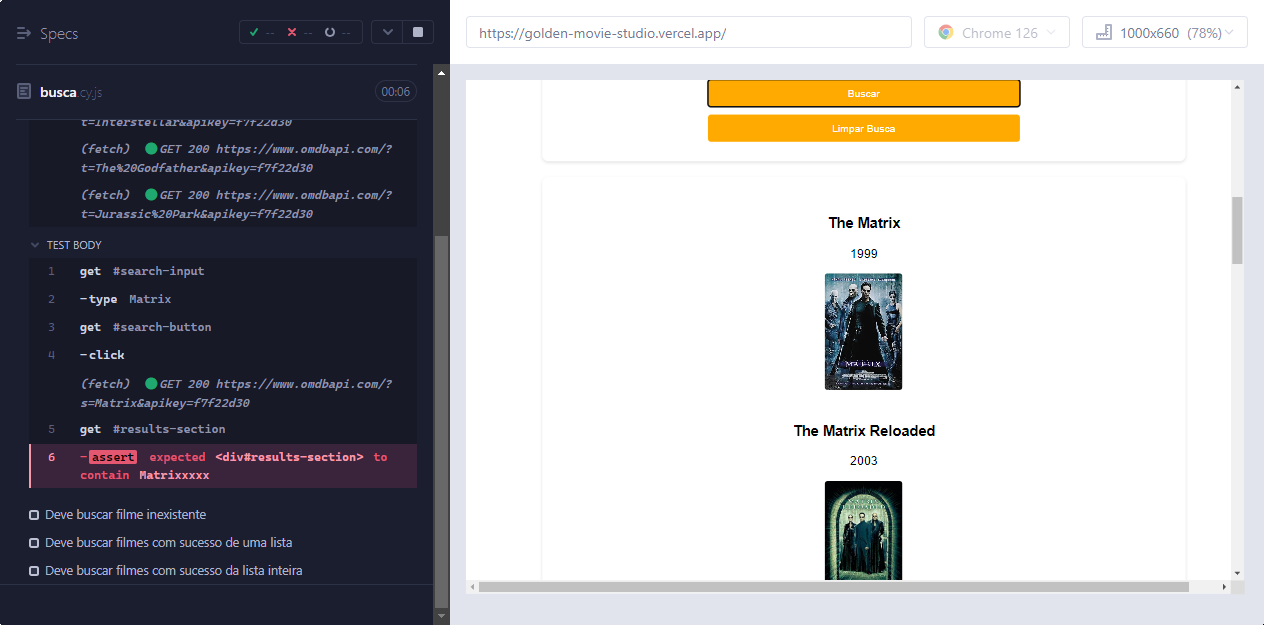 Specs
-- -- --
busca.cy.js
00:06
t=Interstellar&apikey=f7f22d30
(fetch) GET 200 https://www.omdbapi.com/?
t=The%20Godfather&apikey=f7f22d30
(fetch) GET 200 https://www.omdbapi.com/?
t=Jurassic%20Park&apikey=f7f22d30
TEST BODY
1 get #search-input
2 -type Matrix
3 get #search-button
4 -click
(fetch) GET 200 https://www.omdbapi.com/?
s=Matrix&apikey=f7f22d30
5 get #results-section
6 -assert expected <div#results-section> to
contain Matrixxxxx
Deve buscar filme inexistente
Deve buscar filmes com sucesso de uma lista
Deve buscar filmes com sucesso da lista inteira
https://golden-movie-studio.vercel.app/
Chrome 126
1000x660 (78%)
Buscar
Limpar Busca
The Matrix
1999
MATRIX
The Matrix Reloaded
2003